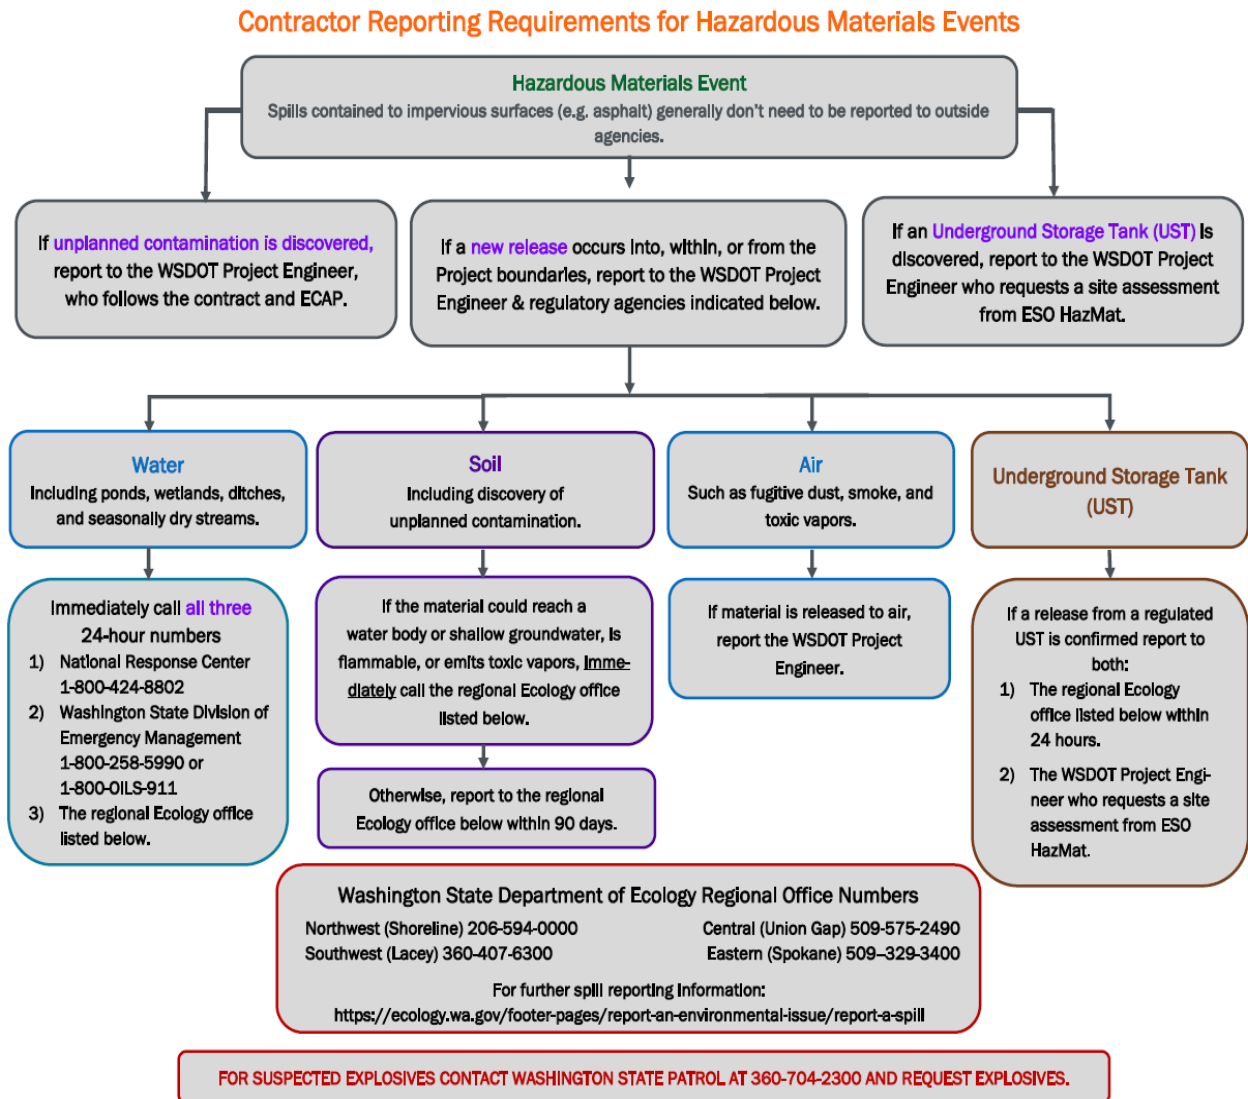 Contractor Reporting Requirements for Hazardous Materials Events
Hazardous Materials Event
Spills contained to impervious surfaces (e.g. asphalt) generally don't need to be reported to outside
agencies.
If unplanned contamination is discovered,
report to the WSDOT Project Engineer,
who follows the contract and ECAP.
If a new release occurs into, within, or from the
Project boundaries, report to the WSDOT Project
Engineer & regulatory agencies indicated below.
If an Underground Storage Tank (UST) is
discovered, report to the WSDOT Project
Engineer who requests a site assessment
from ESO HazMat.
Water
Including ponds, wetlands, ditches,
and seasonally dry streams.
Soil
Including discovery of
unplanned contamination.
Air
Such as fugitive dust, smoke, and
toxic vapors.
Underground Storage Tank
(UST)
Immediately call all three
24-hour numbers
1) National Response Center
1-800-424-8802
2) Washington State Division of
Emergency Management
1-800-258-5990 or
1-800-OILS-911
3) The regional Ecology office
listed below.
If the material could reach a
water body or shallow groundwater, is
flammable, or emits toxic vapors, imme-
diately call the regional Ecology office
listed below.
Otherwise, report to the regional
Ecology office below within 90 days.
If material is released to air,
report the WSDOT Project
Engineer.
If a release from a regulated
UST is confirmed report to
both:
1) The regional Ecology
office listed below within
24 hours.
2) The WSDOT Project Engi-
neer who requests a site
assessment from ESO
HazMat.
Washington State Department of Ecology Regional Office Numbers
Northwest (Shoreline) 206-594-0000 Central (Union Gap) 509-575-2490
Southwest (Lacey) 360-407-6300 Eastern (Spokane) 509–329-3400
For further spill reporting information:
https://ecology.wa.gov/footer-pages/report-an-environmental-issue/report-a-spill
FOR SUSPECTED EXPLOSIVES CONTACT WASHINGTON STATE PATROL AT 360-704-2300 AND REQUEST EXPLOSIVES.